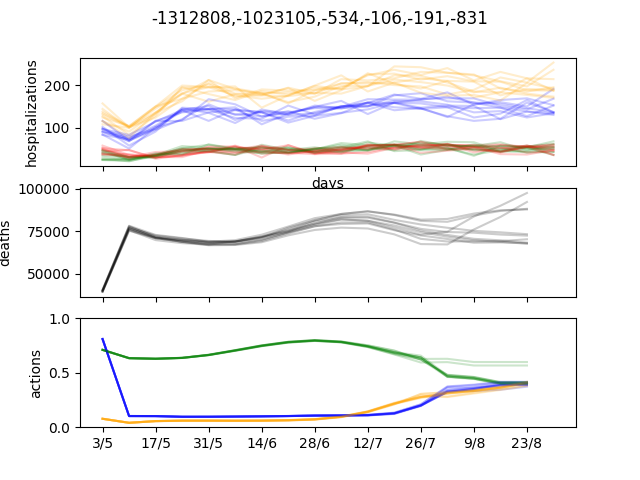 -1312808,-1023105,-534,-106,-191,-831
hospitalizations
200
100
days
deaths
100000
75000
50000
actions
1.0
0.5
0.0
3/5 17/5 31/5 14/6 28/6 12/7 26/7 9/8 23/8